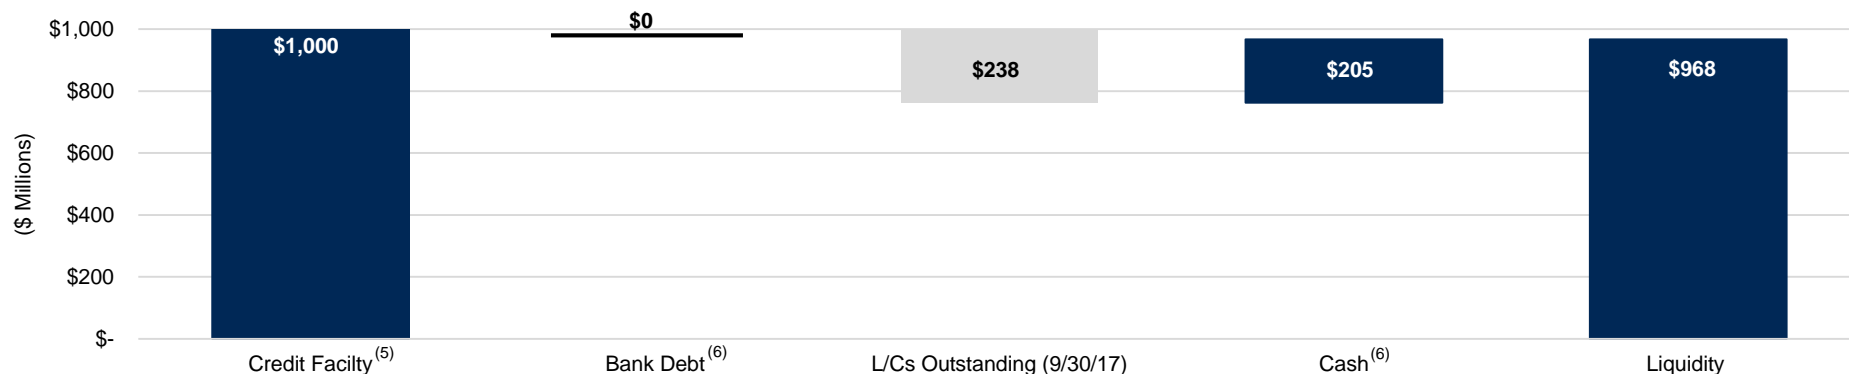 $1,000
$800
$600
$400
$200
$-
($ Millions)
$1,000
$0
$238
$205
$968
Credit Facilty(5)
Bank Debt(6)
L/Cs Outstanding (9/30/17)
Cash(6)
Liquidity